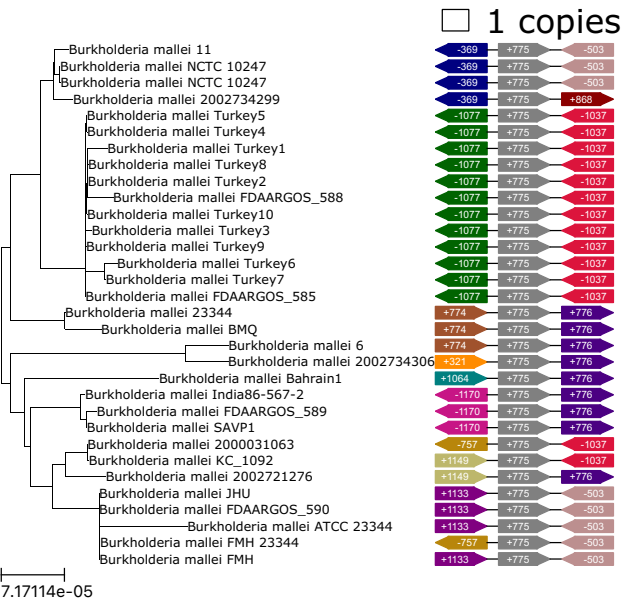 1 copies
Burkholderia mallei 11 -369 +775 -503
Burkholderia mallei NCTC 10247 -369 +775 -503
Burkholderia mallei NCTC 10247 -369 +775 -503
Burkholderia mallei 2002734299 -369 +775 +868
Burkholderia mallei Turkey5 -1077 +775 -1037
Burkholderia mallei Turkey4 -1077 +775 -1037
Burkholderia mallei Turkey1 -1077 +775 -1037
Burkholderia mallei Turkey8 -1077 +775 -1037
Burkholderia mallei Turkey2 -1077 +775 -1037
Burkholderia mallei FDAARGOS_588 -1077 +775 -1037
Burkholderia mallei Turkey10 -1077 +775 -1037
Burkholderia mallei Turkey3 -1077 +775 -1037
Burkholderia mallei Turkey9 -1077 +775 -1037
Burkholderia mallei Turkey6 -1077 +775 -1037
Burkholderia mallei Turkey7 -1077 +775 -1037
Burkholderia mallei FDAARGOS_585 -1077 +775 -1037
Burkholderia mallei 23344 +774 +775 +776
Burkholderia mallei BMQ +774 +775 +776
Burkholderia mallei 6 +774 +775 +776
Burkholderia mallei 2002734306 +321 +775 +776
Burkholderia mallei Bahrain1 +1064 +775 +776
Burkholderia mallei India86-567-2 -1170 +775 +776
Burkholderia mallei FDAARGOS_589 -1170 +775 +776
Burkholderia mallei SAVP1 -1170 +775 +776
Burkholderia mallei 2000031063 -757 +775 -1037
Burkholderia mallei KC_1092 +1149 +775 -1037
Burkholderia mallei 2002721276 +1149 +775 +776
Burkholderia mallei JHU +1133 +775 -503
Burkholderia mallei FDAARGOS_590 +1133 +775 -503
Burkholderia mallei ATCC 23344 +1133 +775 -503
Burkholderia mallei FMH 23344 -757 +775 -503
Burkholderia mallei FMH +1133 +775 -503
7.17114e-05